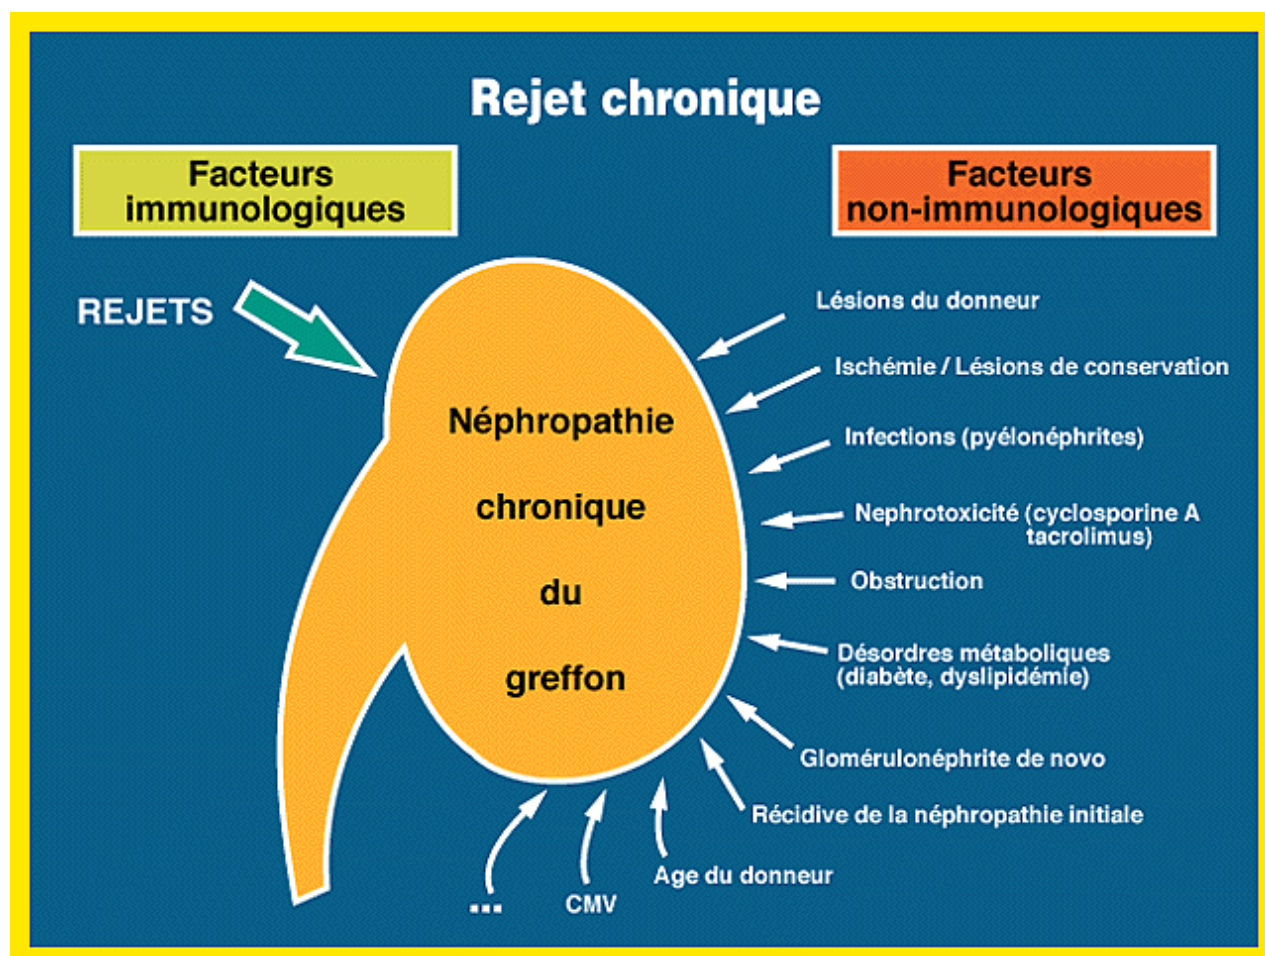 Rejet chronique
Facteurs
immunologiques
Facteurs
non-immunologiques
REJETS
Lésions du donneur
Ischémie / Lésions de conservation
Infections (pyélonéphrites)
Nephrotoxicité (cyclosporine A
tacrolimus)
Obstruction
Désordres métaboliques
(diabète, dyslipidémie)
Glomérulonéphrite de novo
Récidive de la néphropathie initiale
Age du donneur
CMV
...
Néphropathie
chronique
du
greffon